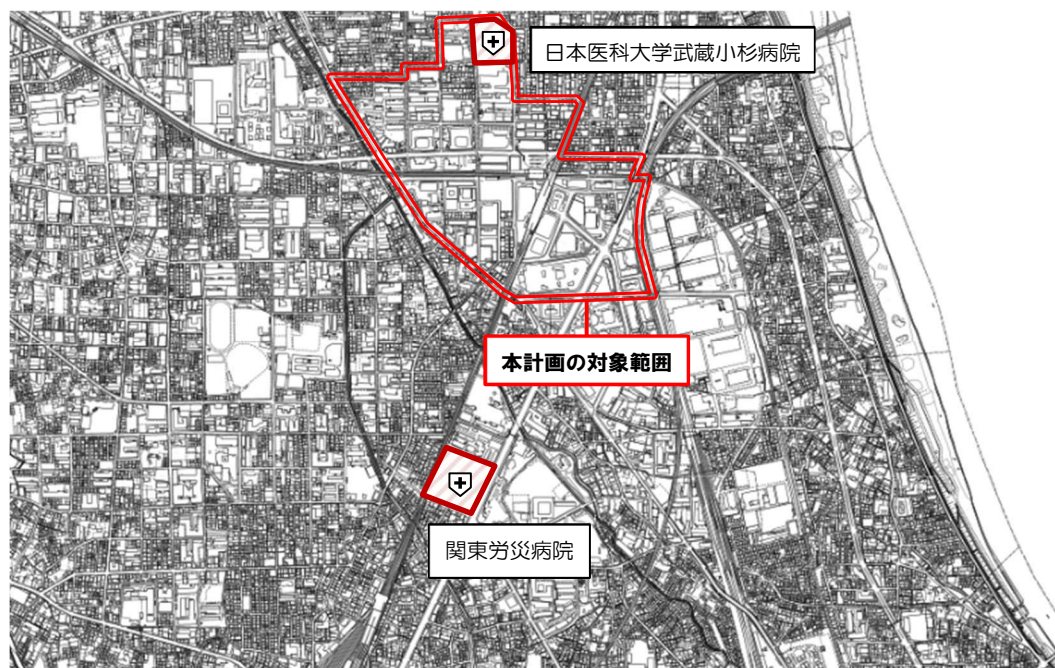 日本医科大学武蔵小杉病院
本計画の対象範囲
関東労災病院